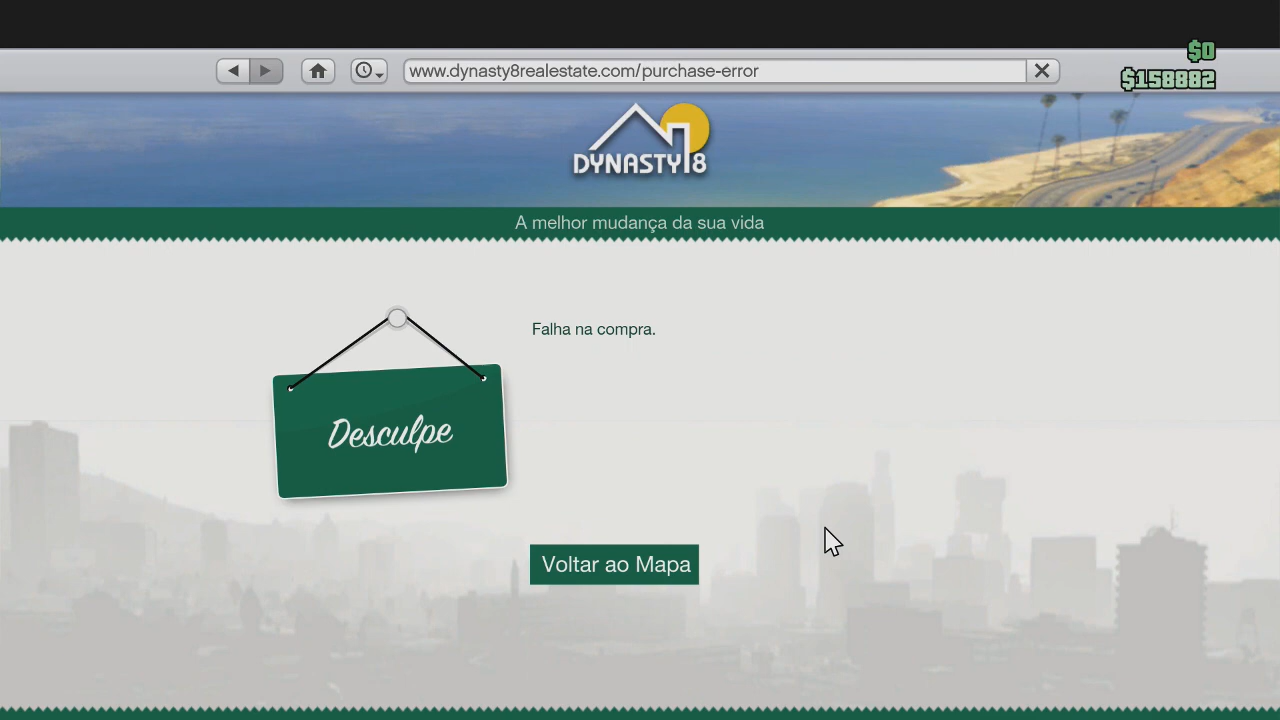 $0
www.dynasty8realestate.com/purchase-error
$158882
DYNASTY8
A melhor mudança da sua vida
Falha na compra.
Desculpe
Voltar ao Mapa